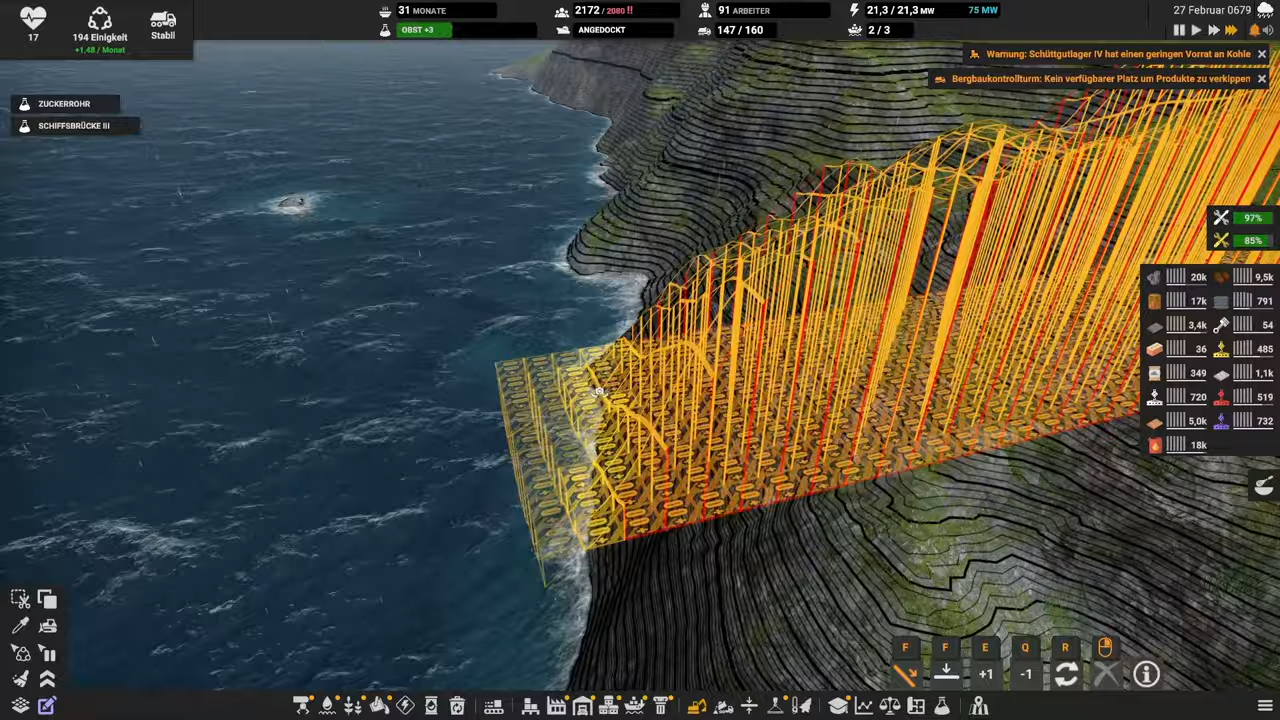 31 MONATE
2172 / 2080 !!
91 ARBEITER
21,3 / 21,3 MW
75 MW
27 Februar 0679
17
194 Einigkeit
+1,48 / Monat
Stabil
OBST +3
ANGEDOCKT
147 / 160
2 / 3
Warnung: Schüttgutlager IV hat einen geringen Vorrat an Kohle
Bergbaukontrollturm: Kein verfügbarer Platz um Produkte zu verkippen
ZUCKERROHR
SCHIFFSBRÜCKE III
97%
85%
20k
9,5k
17k
791
3,4k
54
36
485
349
1,1k
720
519
5,0k
732
18k
F
F
E
Q
R
+1
-1